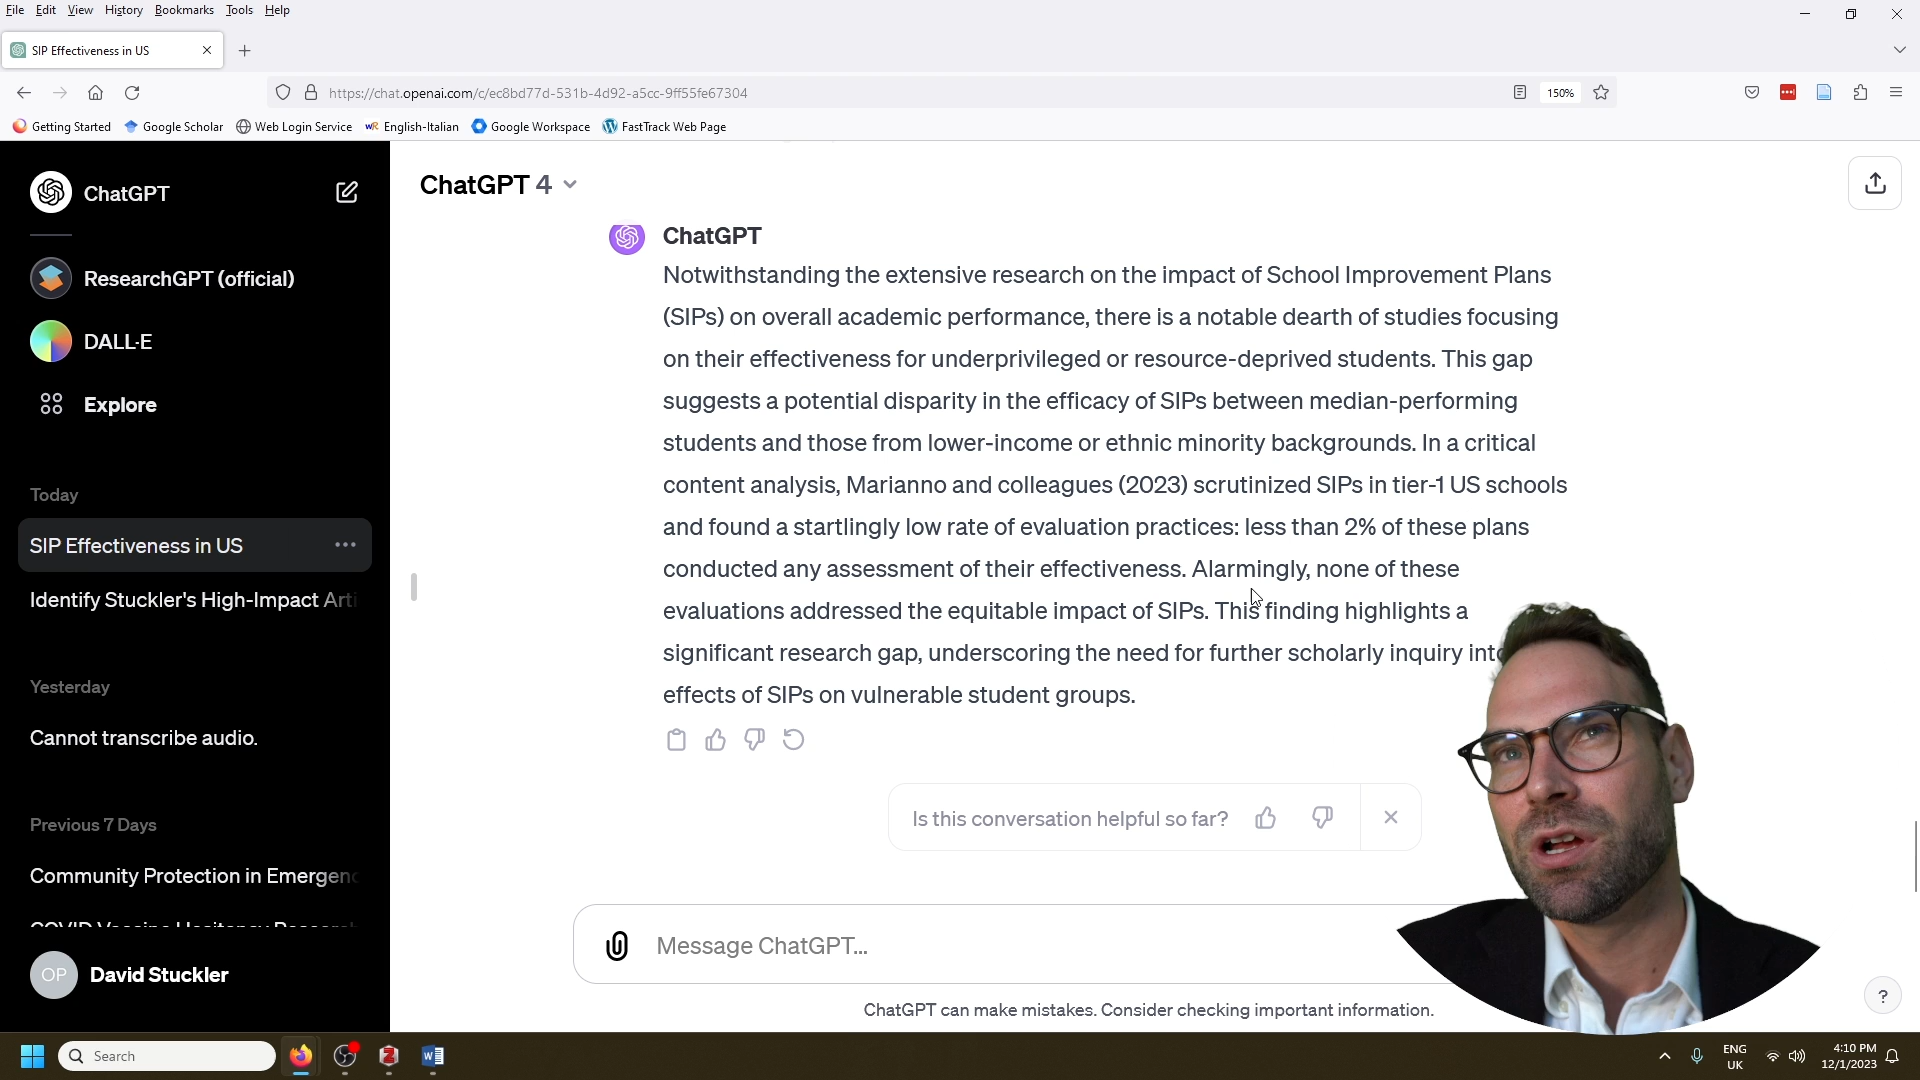 File Edit View History Bookmarks Tools Help
SIP Effectiveness in US
https://chat.openai.com/c/ec8bd77d-531b-4d92-a5cc-9ff55fe67304
150%
Getting Started Google Scholar Web Login Service English-Italian Google Workspace FastTrack Web Page
ChatGPT
ResearchGPT (official)
DALL·E
Explore
Today
SIP Effectiveness in US
Identify Stuckler's High-Impact Arti
Yesterday
Cannot transcribe audio.
Previous 7 Days
Community Protection in Emergenc
OP
David Stuckler
ChatGPT 4
ChatGPT
Notwithstanding the extensive research on the impact of School Improvement Plans
(SIPs) on overall academic performance, there is a notable dearth of studies focusing
on their effectiveness for underprivileged or resource-deprived students. This gap
suggests a potential disparity in the efficacy of SIPs between median-performing
students and those from lower-income or ethnic minority backgrounds. In a critical
content analysis, Marianno and colleagues (2023) scrutinized SIPs in tier-1 US schools
and found a startlingly low rate of evaluation practices: less than 2% of these plans
conducted any assessment of their effectiveness. Alarmingly, none of these
evaluations addressed the equitable impact of SIPs. This finding highlights a
significant research gap, underscoring the need for further scholarly inquiry into
effects of SIPs on vulnerable student groups.
Is this conversation helpful so far?
Message ChatGPT...
ChatGPT can make mistakes. Consider checking important information.
?
Search
ENG
UK
4:10 PM
12/1/2023